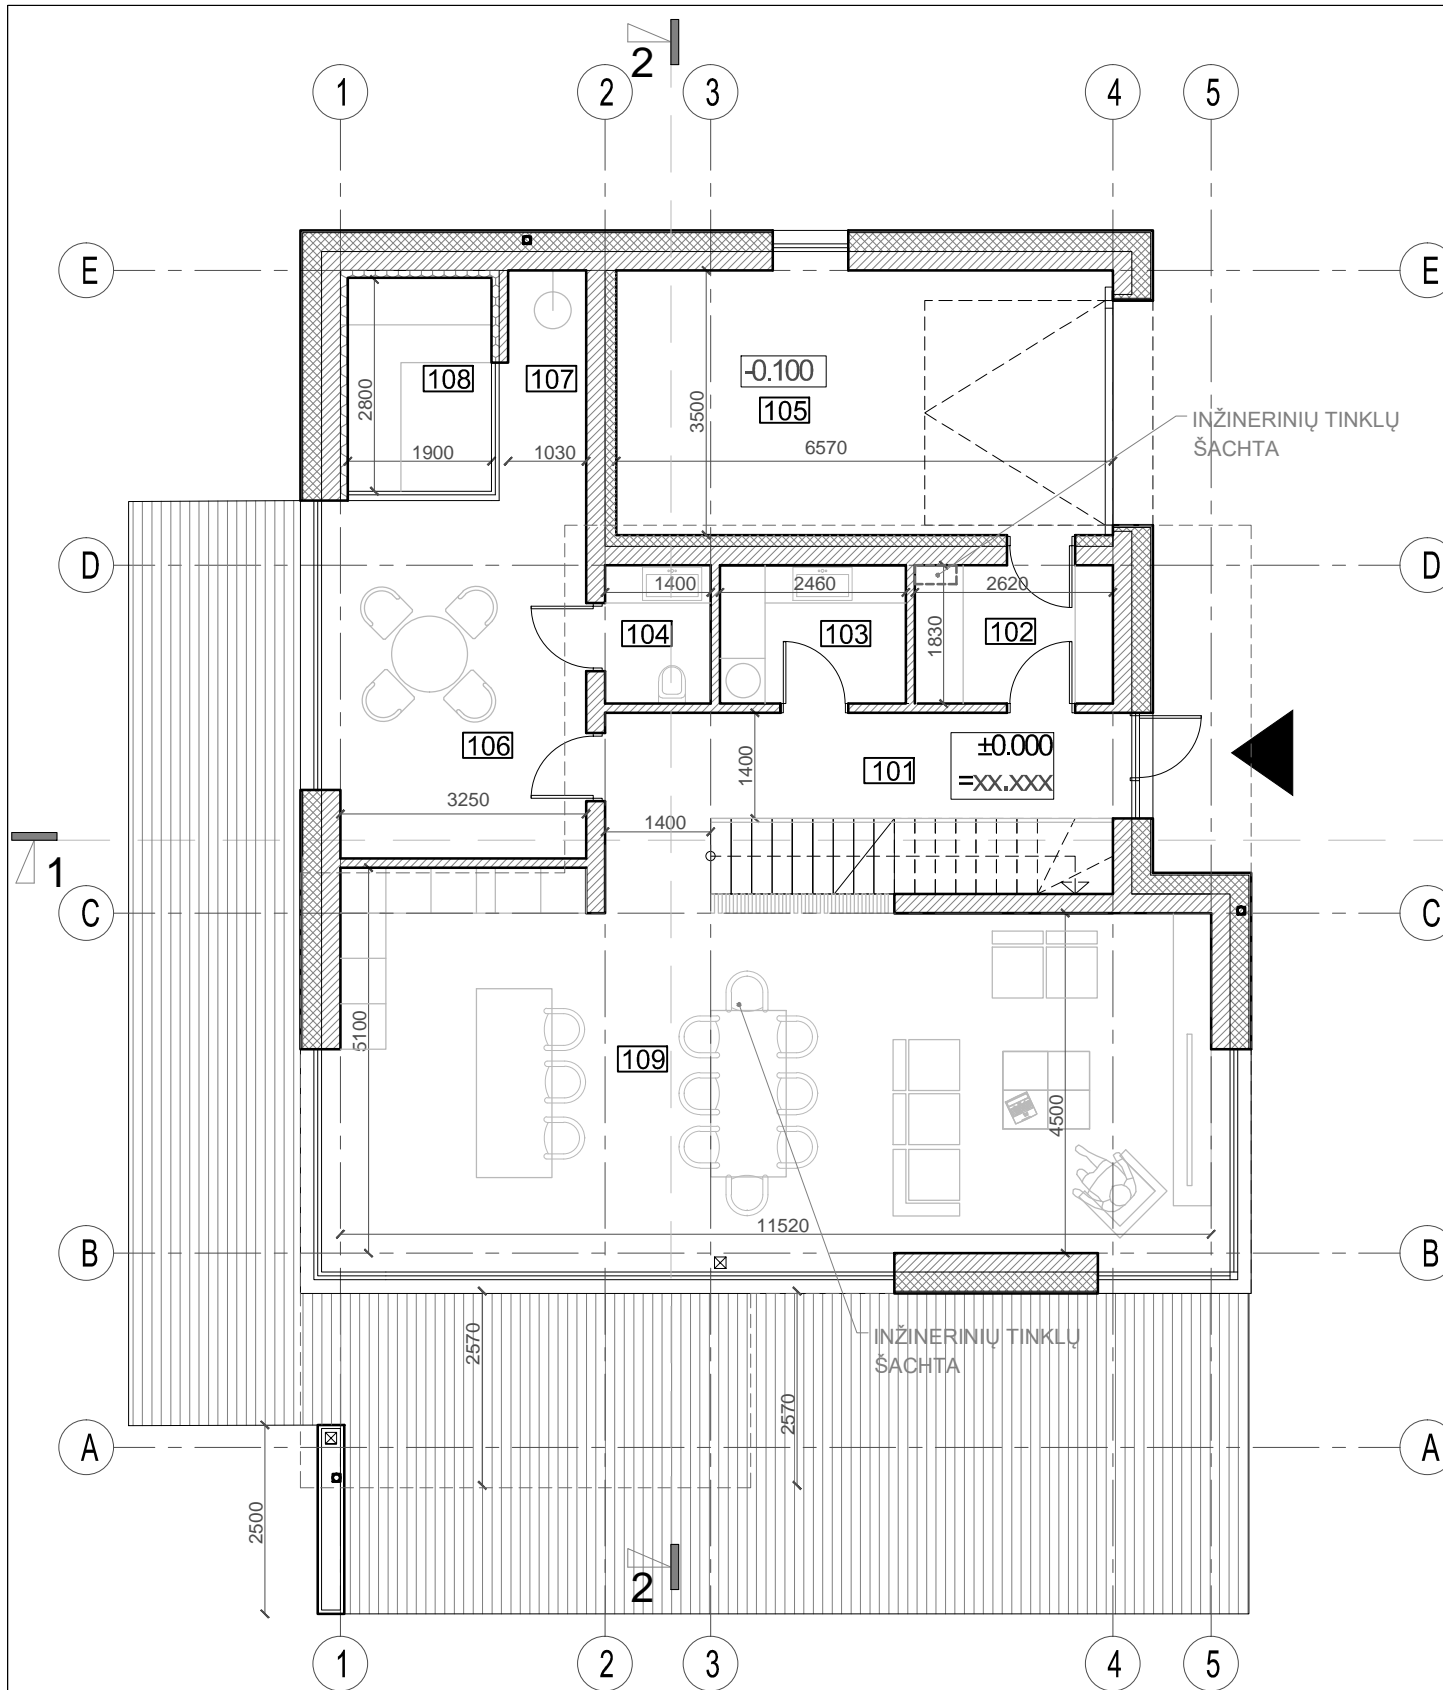 2
1
2
3
4
5
E
E
-0.100
108
107
105
2800
3500
INŽINERINIŲ TINKLŲ
ŠACHTA
1900
1030
6570
D
D
1400
2460
2620
104
103
102
1830
106
101
±0.000
=XX.XXX
1400
3250
1400
1
C
C
5100
109
4500
11520
B
B
2570
INŽINERINIŲ TINKLŲ
ŠACHTA
2570
A
A
2500
2
1
2
3
4
5